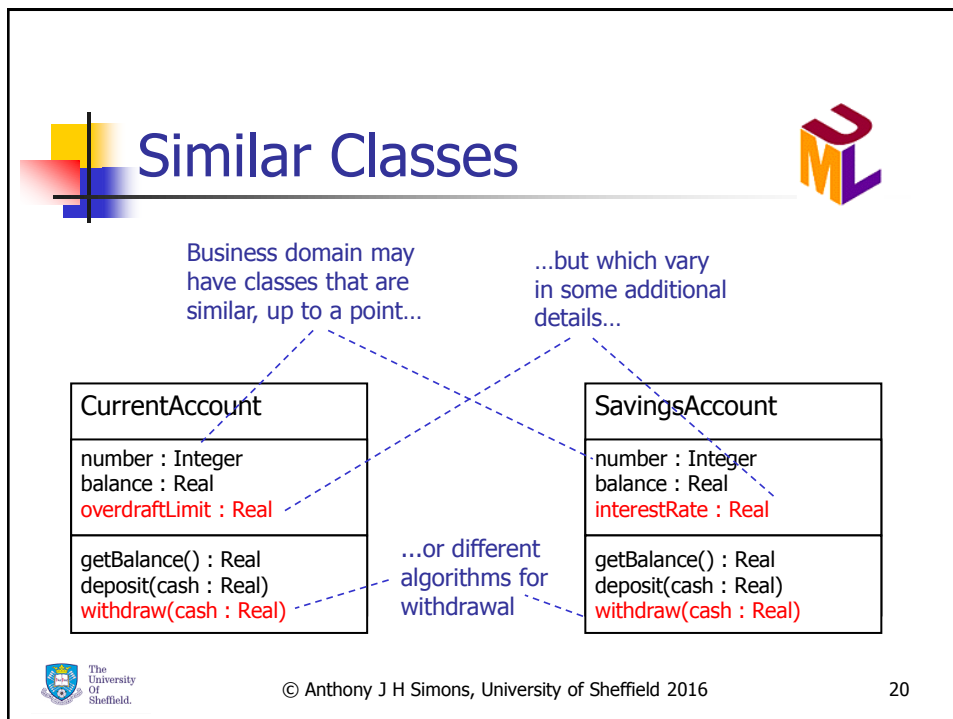 Similar Classes
UML
Business domain may
have classes that are
similar, up to a point…
…but which vary
in some additional
details…
CurrentAccount
number : Integer
balance : Real
overdraftLimit : Real
getBalance() : Real
deposit(cash : Real)
withdraw(cash : Real)
...or different
algorithms for
withdrawal
SavingsAccount
number : Integer
balance : Real
interestRate : Real
getBalance() : Real
deposit(cash : Real)
withdraw(cash : Real)
The
University
Of
Sheffield.
© Anthony J H Simons, University of Sheffield 2016
20